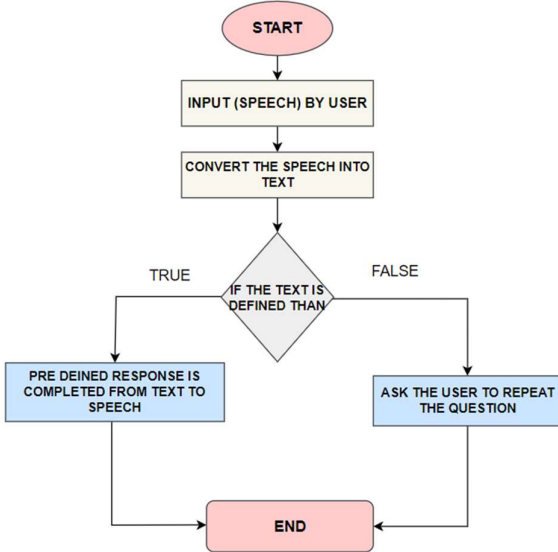 START
INPUT (SPEECH) BY USER
CONVERT THE SPEECH INTO
TEXT
IF THE TEXT IS
DEFINED THAN
TRUE
FALSE
PRE DEINED RESPONSE IS
COMPLETED FROM TEXT TO
SPEECH
ASK THE USER TO REPEAT
THE QUESTION
END